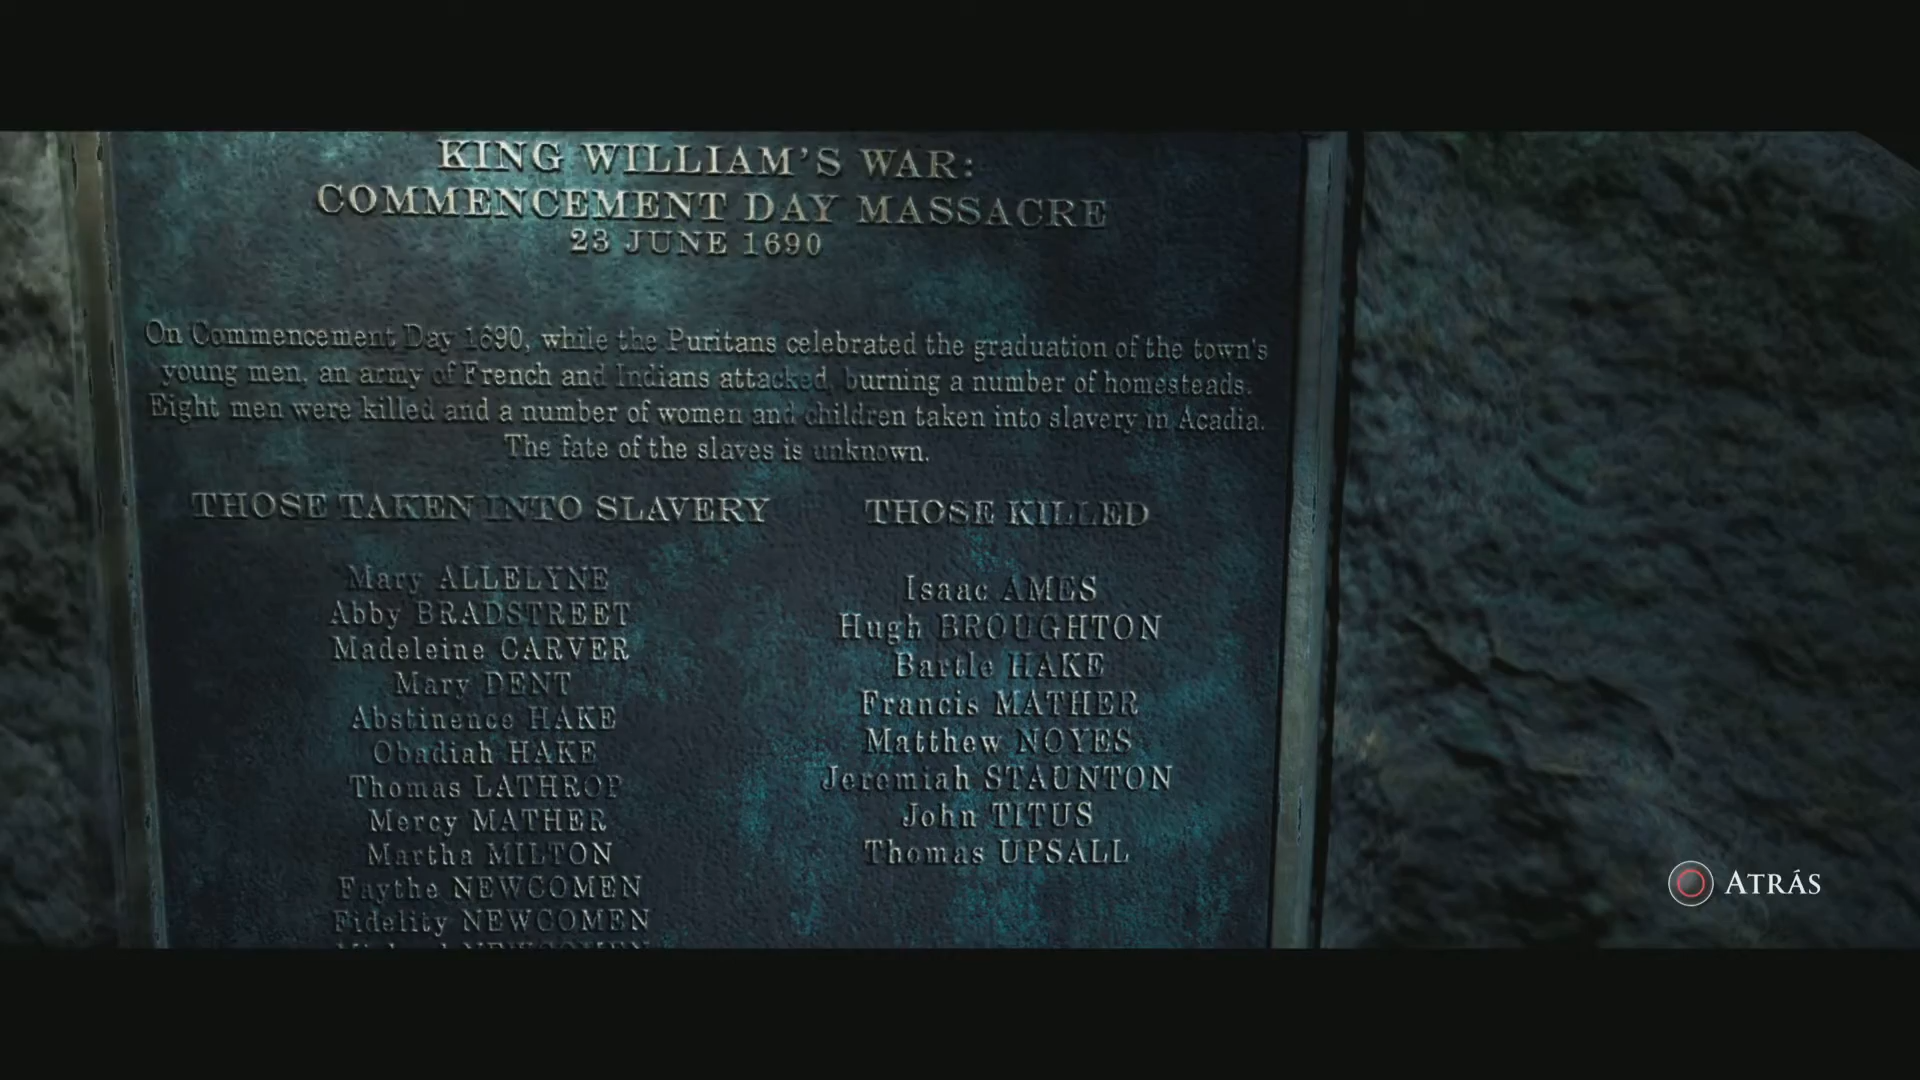 KING WILLIAM'S WAR:
COMMENCEMENT DAY MASSACRE
23 JUNE 1690
On Commencement Day 1690, while the Puritans celebrated the graduation of the town's
young men, an army of French and Indians attacked, burning a number of homesteads.
Eight men were killed and a number of women and children taken into slavery in Acadia.
The fate of the slaves is unknown.
THOSE TAKEN INTO SLAVERY
Mary ALLELYNE
Abby BRADSTREET
Madeleine CARVER
Mary DENT
Abstinence HAKE
Obadiah HAKE
Thomas LATHROP
Mercy MATHER
Martha MILTON
Faythe NEWCOMEN
Fidelity NEWCOMEN
NEWCOMEN
THOSE KILLED
Isaac AMES
Hugh BROUGHTON
Bartle HAKE
Francis MATHER
Matthew NOYES
Jeremiah STAUNTON
John TITUS
Thomas UPSALL
ATRÁS